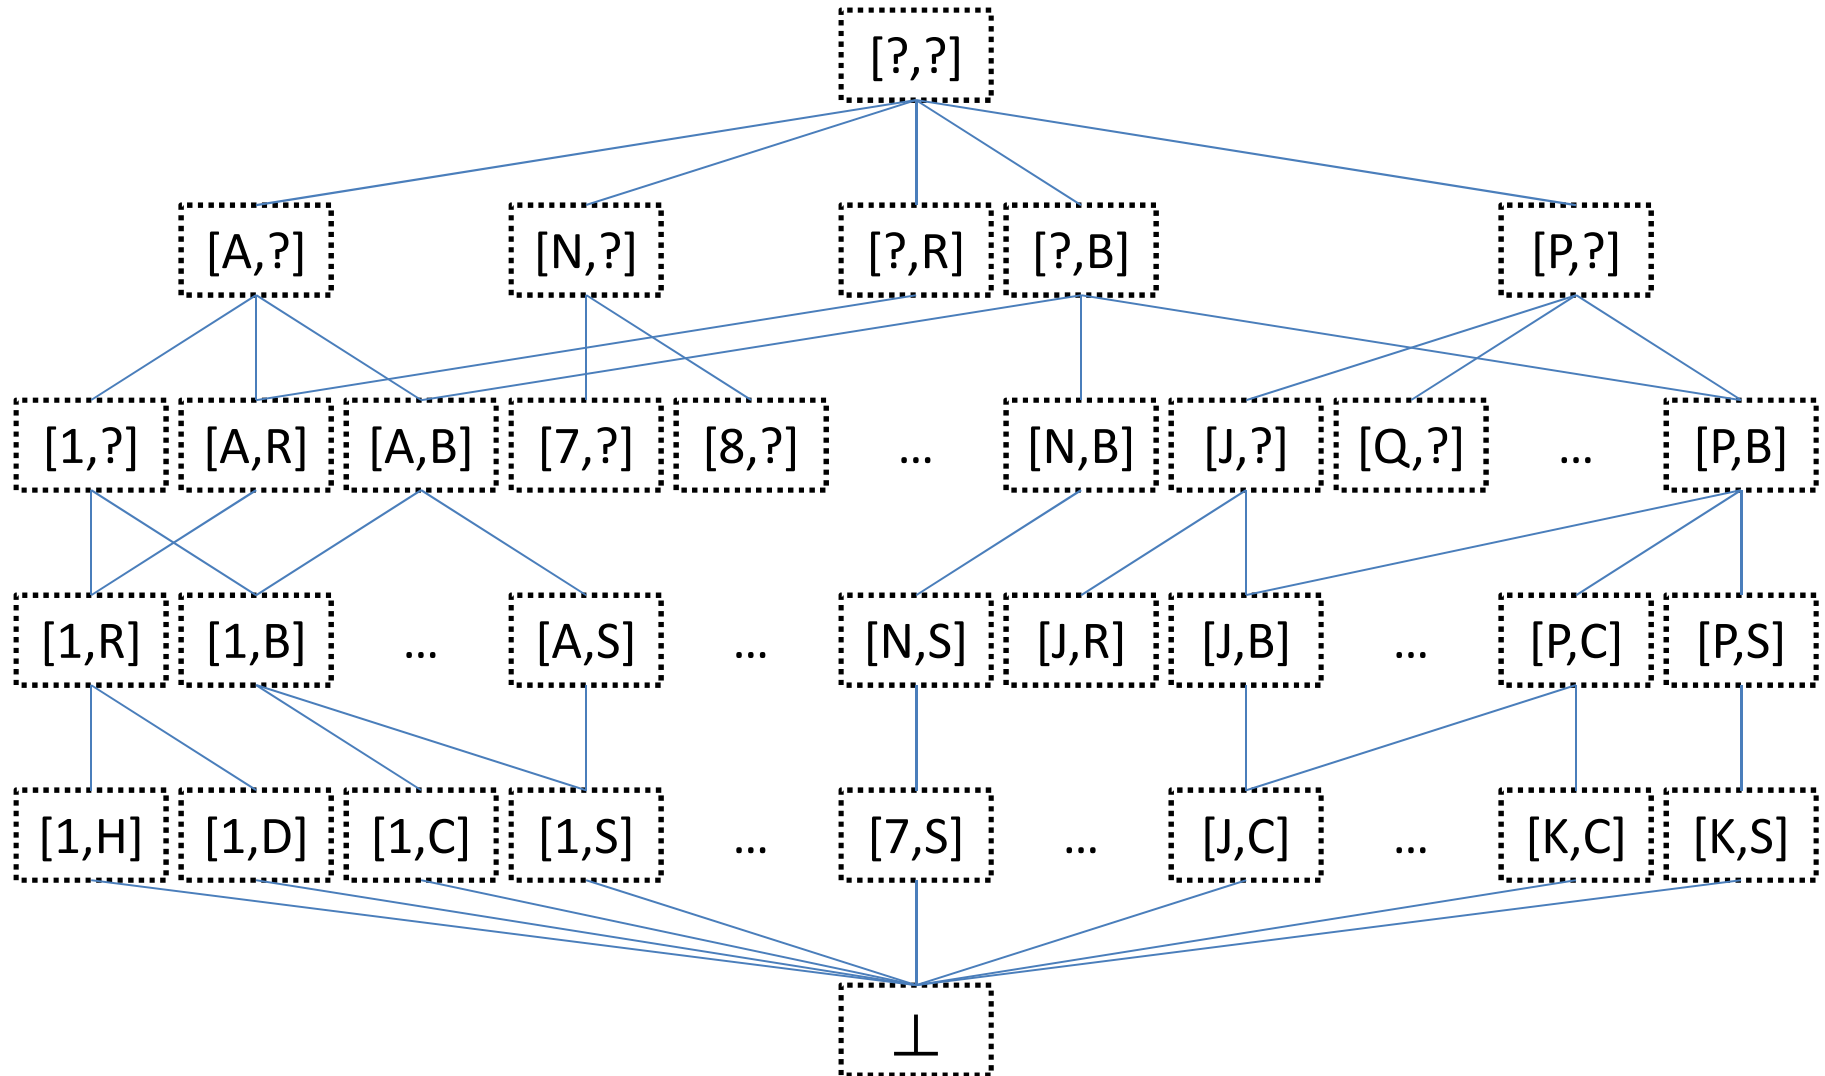 [?,?]
[A,?] [N,?] [?,R] [?,B] [P,?]
[1,?] [A,R] [A,B] [7,?] [8,?] ... [N,B] [J,?] [Q,?] ... [P,B]
[1,R] [1,B] ... [A,S] ... [N,S] [J,R] [J,B] ... [P,C] [P,S]
[1,H] [1,D] [1,C] [1,S] ... [7,S] ... [J,C] ... [K,C] [K,S]
⊥